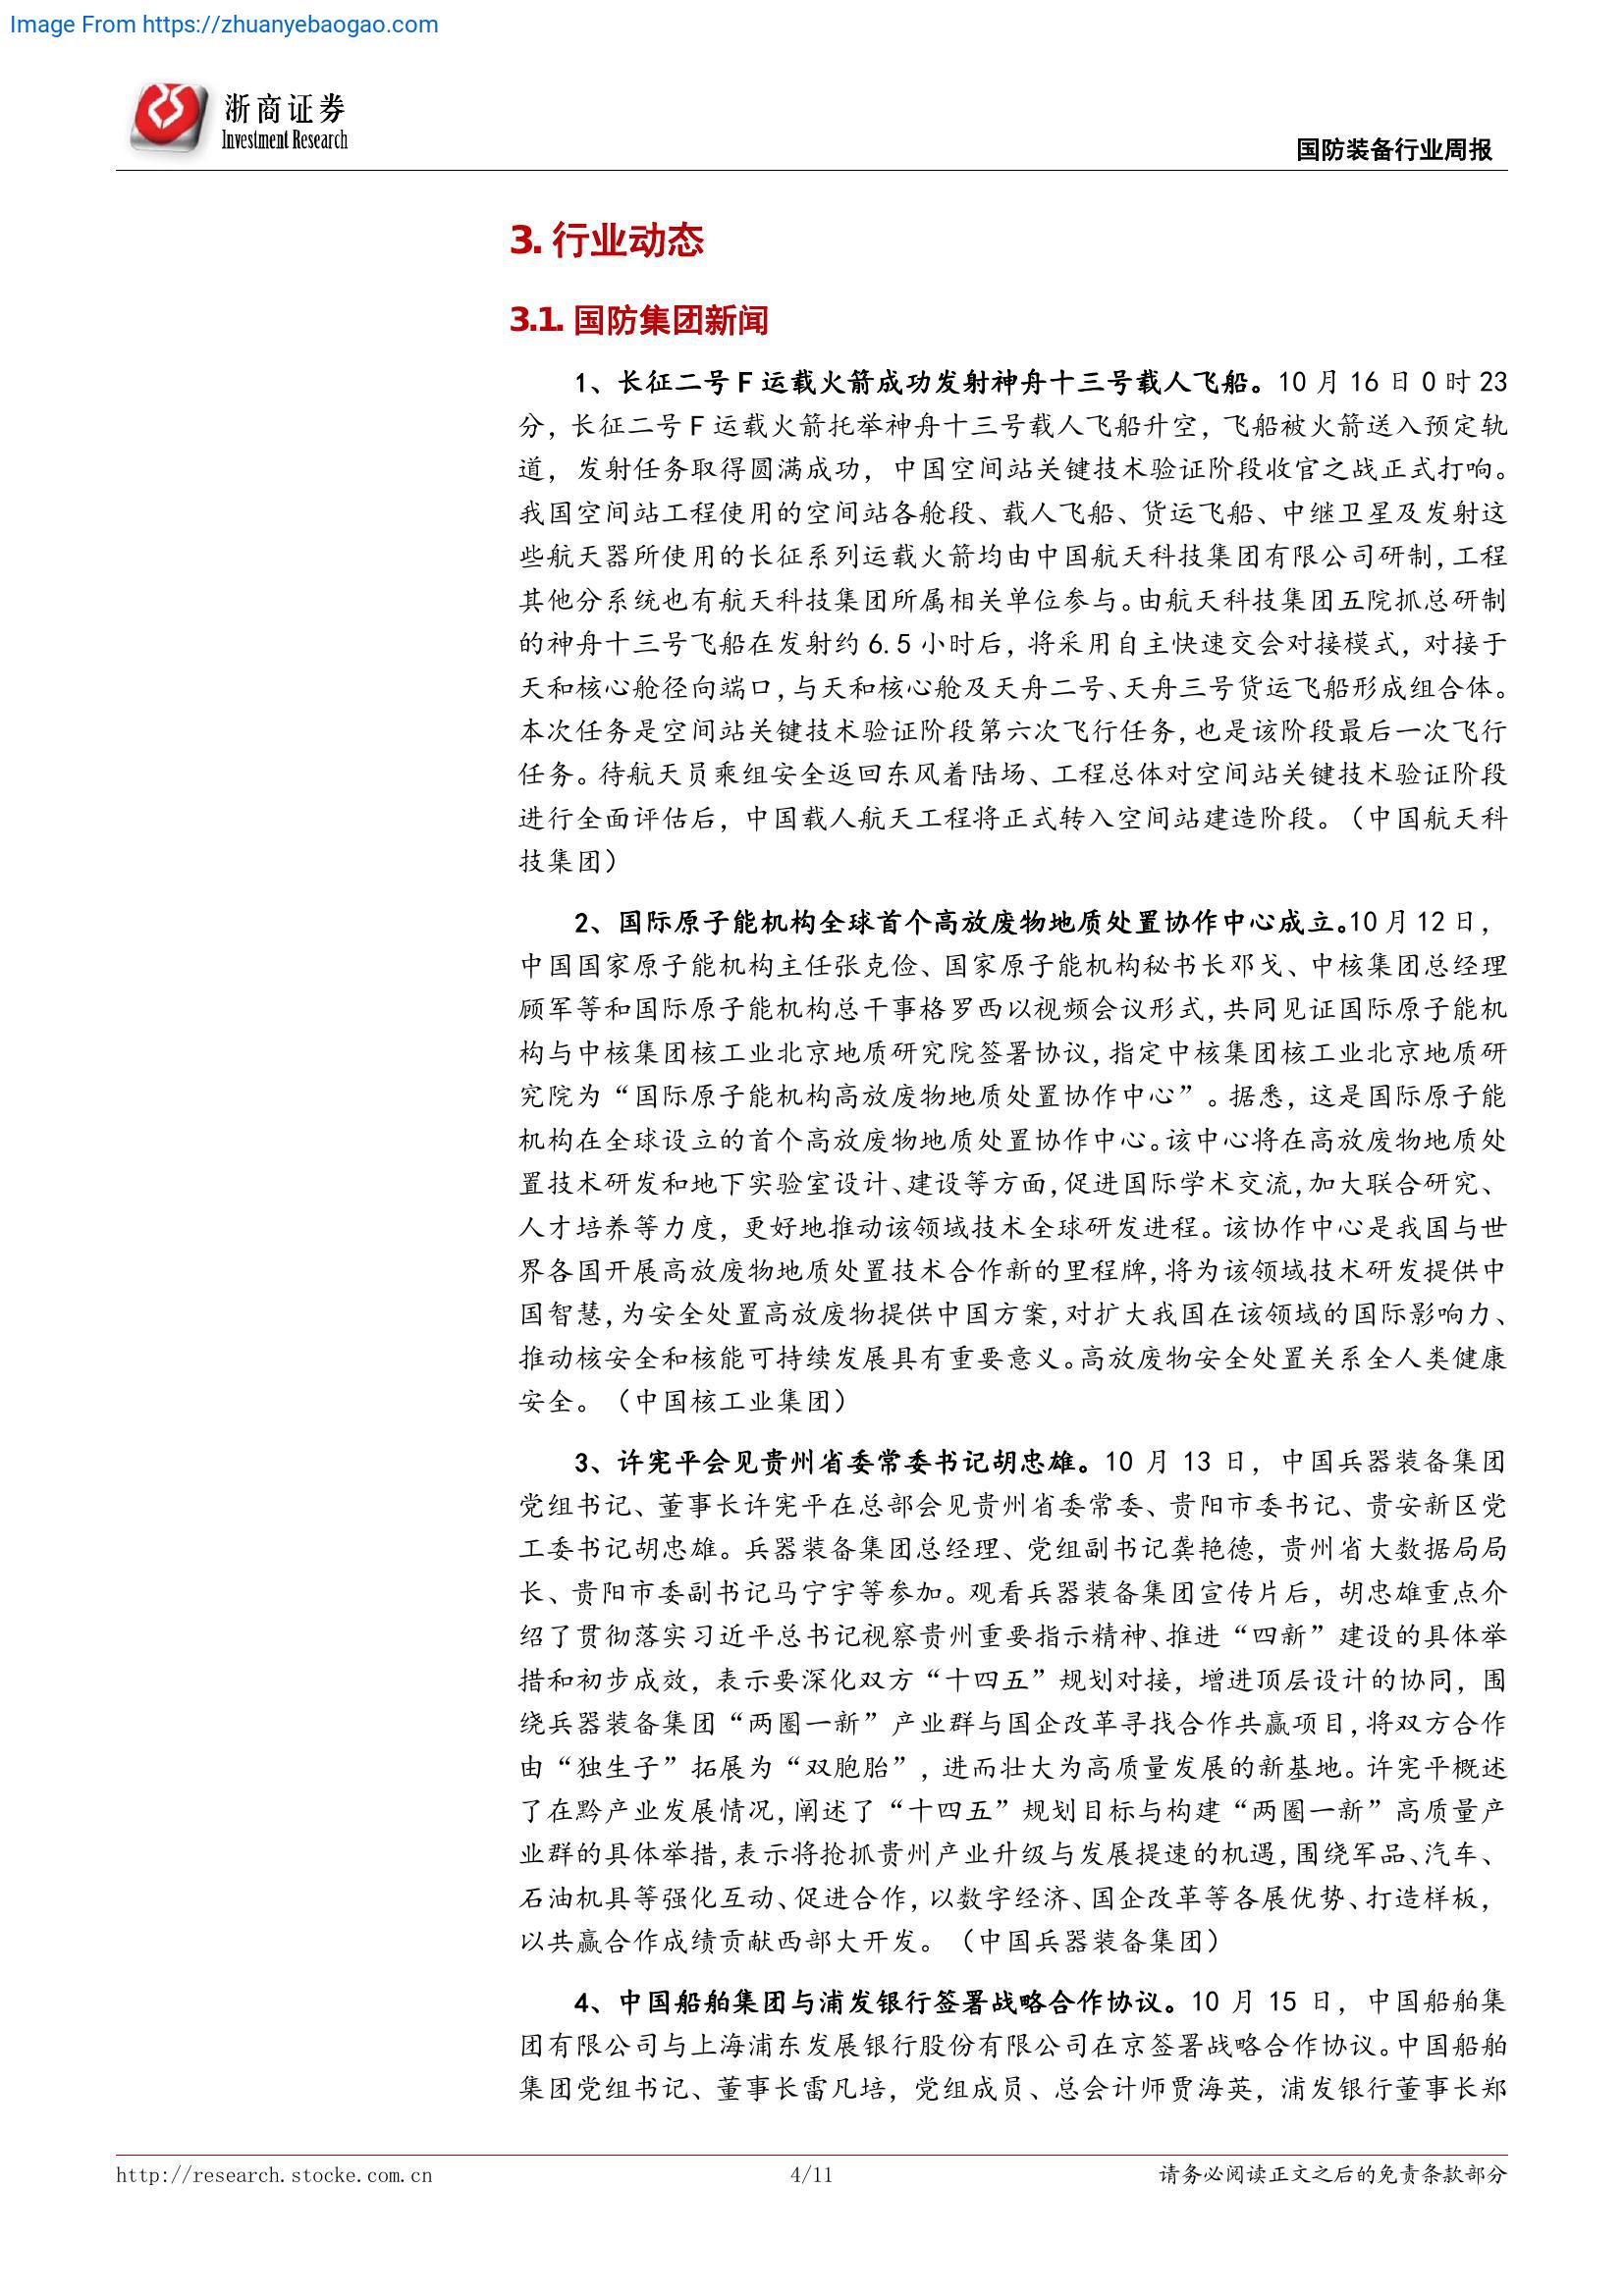 Image From https://zhuanyebaogao.com
浙商证券
Investment Research
国防装备行业周报
3. 行业动态
3.1. 国防集团新闻
1、长征二号 F 运载火箭成功发射神舟十三号载人飞船。10 月 16 日 0 时 23
分，长征二号 F 运载火箭托举神舟十三号载人飞船升空，飞船被火箭送入预定轨
道，发射任务取得圆满成功，中国空间站关键技术验证阶段收官之战正式打响。
我国空间站工程使用的空间站各舱段、载人飞船、货运飞船、中继卫星及发射这
些航天器所使用的长征系列运载火箭均由中国航天科技集团有限公司研制，工程
其他分系统也有航天科技集团所属相关单位参与。由航天科技集团五院抓总研制
的神舟十三号飞船在发射约 6.5 小时后，将采用自主快速交会对接模式，对接于
天和核心舱径向端口，与天和核心舱及天舟二号、天舟三号货运飞船形成组合体。
本次任务是空间站关键技术验证阶段第六次飞行任务，也是该阶段最后一次飞行
任务。待航天员乘组安全返回东风着陆场、工程总体对空间站关键技术验证阶段
进行全面评估后，中国载人航天工程将正式转入空间站建造阶段。（中国航天科
技集团）
2、国际原子能机构全球首个高放废物地质处置协作中心成立。10 月 12 日，
中国国家原子能机构主任张克俭、国家原子能机构秘书长邓戈、中核集团总经理
顾军等和国际原子能机构总干事格罗西以视频会议形式，共同见证国际原子能机
构与中核集团核工业北京地质研究院签署协议，指定中核集团核工业北京地质研
究院为“国际原子能机构高放废物地质处置协作中心”。据悉，这是国际原子能
机构在全球设立的首个高放废物地质处置协作中心。该中心将在高放废物地质处
置技术研发和地下实验室设计、建设等方面，促进国际学术交流，加大联合研究、
人才培养等力度，更好地推动该领域技术全球研发进程。该协作中心是我国与世
界各国开展高放废物地质处置技术合作新的里程牌，将为该领域技术研发提供中
国智慧，为安全处置高放废物提供中国方案，对扩大我国在该领域的国际影响力、
推动核安全和核能可持续发展具有重要意义。高放废物安全处置关系全人类健康
安全。（中国核工业集团）
3、许宪平会见贵州省委常委书记胡忠雄。10 月 13 日，中国兵器装备集团
党组书记、董事长许宪平在总部会见贵州省委常委、贵阳市委书记、贵安新区党
工委书记胡忠雄。兵器装备集团总经理、党组副书记龚艳德，贵州省大数据局局
长、贵阳市委副书记马宁宇等参加。观看兵器装备集团宣传片后，胡忠雄重点介
绍了贯彻落实习近平总书记视察贵州重要指示精神、推进“四新”建设的具体举
措和初步成效，表示要深化双方“十四五”规划对接，增进顶层设计的协同，围
绕兵器装备集团“两圈一新”产业群与国企改革寻找合作共赢项目，将双方合作
由“独生子”拓展为“双胞胎”，进而壮大为高质量发展的新基地。许宪平概述
了在黔产业发展情况，阐述了“十四五”规划目标与构建“两圈一新”高质量产
业群的具体举措，表示将抢抓贵州产业升级与发展提速的机遇，围绕军品、汽车、
石油机具等强化互动、促进合作，以数字经济、国企改革等各展优势、打造样板，
以共赢合作成绩贡献西部大开发。（中国兵器装备集团）
4、中国船舶集团与浦发银行签署战略合作协议。10 月 15 日，中国船舶集
团有限公司与上海浦东发展银行股份有限公司在京签署战略合作协议。中国船舶
集团党组书记、董事长雷凡培，党组成员、总会计师贾海英，浦发银行董事长郑
http://research.stocke.com.cn
4/11
请务必阅读正文之后的免责条款部分